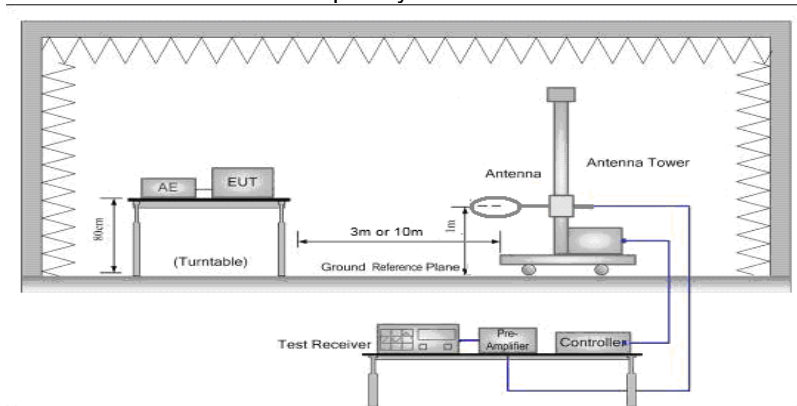 Antenna
Antenna Tower
AE
EUT
80cm
1m
3m or 10m
(Turntable)
Ground Reference Plane
Test Receiver
Pre-
Amplifier
Controller